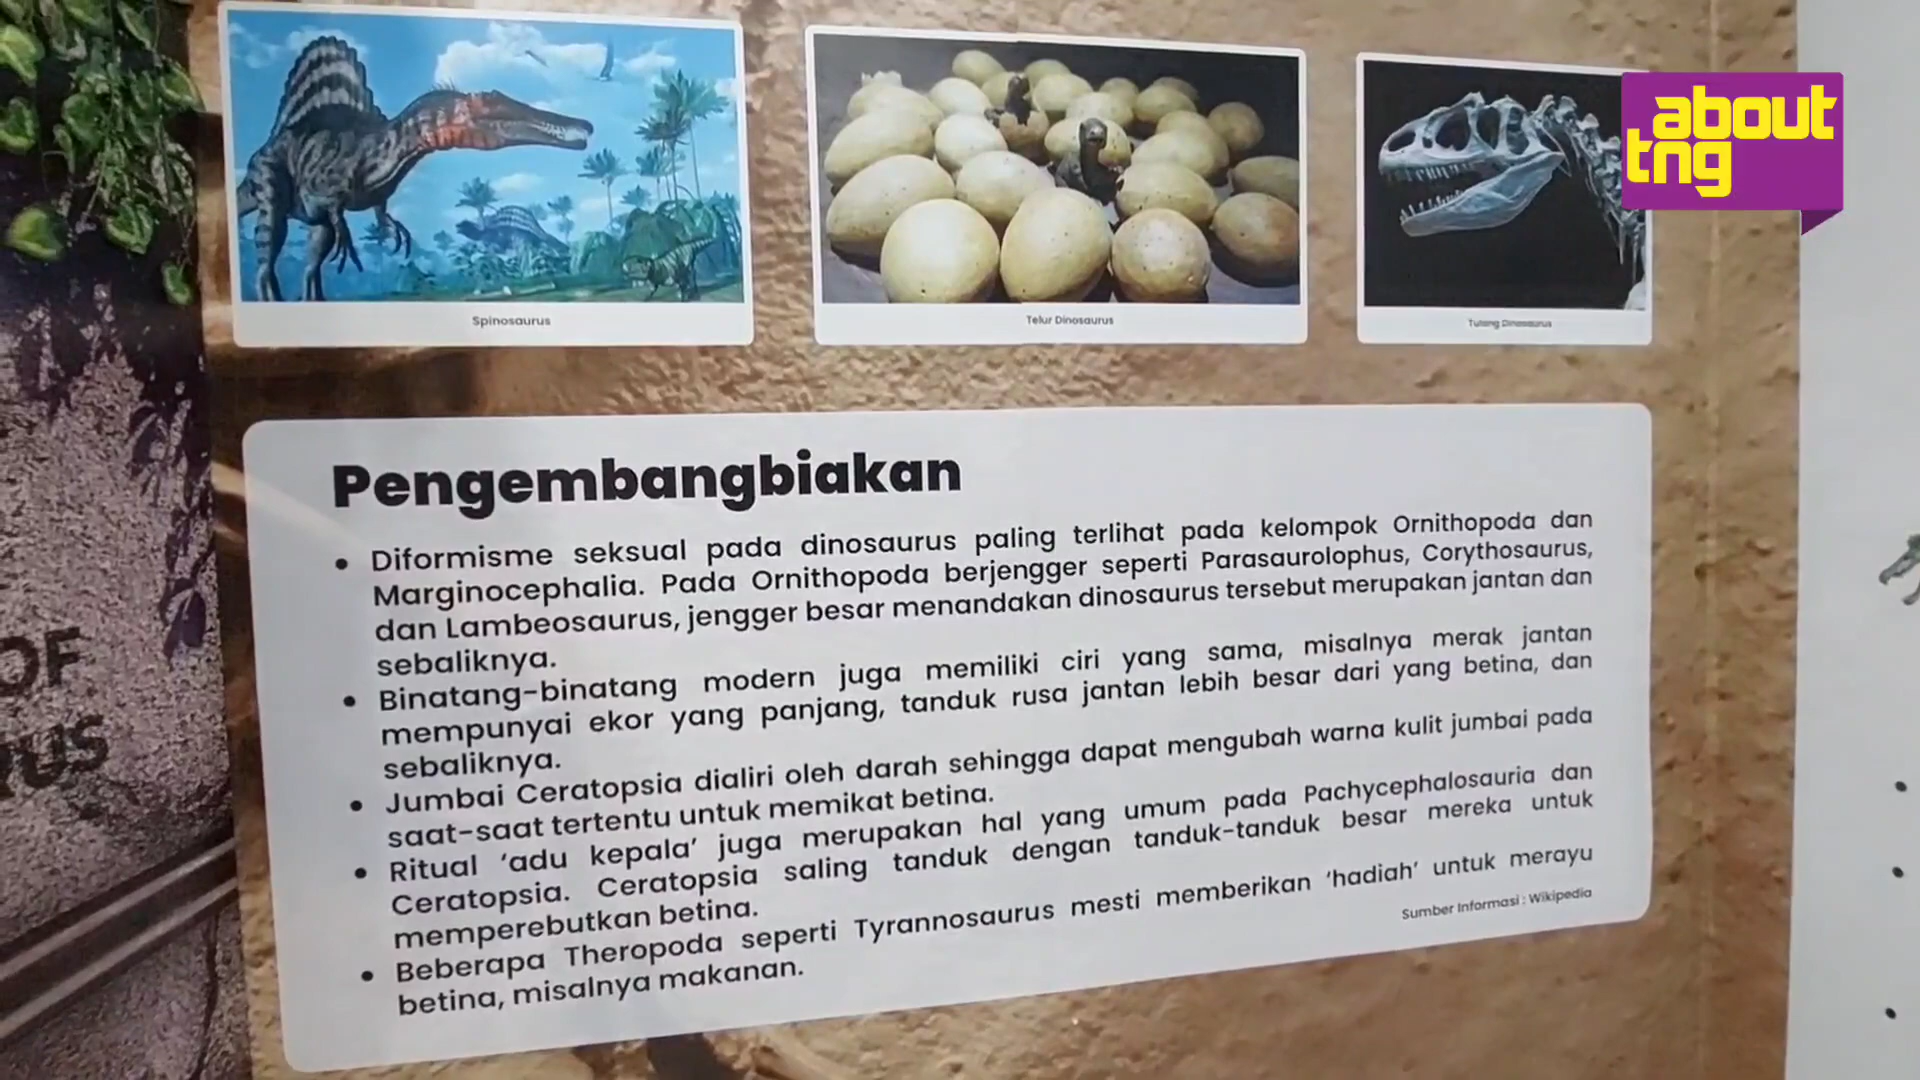 about
tng
Spinosaurus
Telur Dinosaurus
Tulang Dinosaurus
Pengembangbiakan
• Diformisme seksual pada dinosaurus paling terlihat pada kelompok Ornithopoda dan
Marginocephalia. Pada Ornithopoda berjengger seperti Parasaurolophus, Corythosaurus,
dan Lambeosaurus, jengger besar menandakan dinosaurus tersebut merupakan jantan dan
sebaliknya.
• Binatang-binatang modern juga memiliki ciri yang sama, misalnya merak jantan
mempunyai ekor yang panjang, tanduk rusa jantan lebih besar dari yang betina, dan
sebaliknya.
• Jumbai Ceratopsia dialiri oleh darah sehingga dapat mengubah warna kulit jumbai pada
saat-saat tertentu untuk memikat betina.
• Ritual ‘adu kepala’ juga merupakan hal yang umum pada Pachycephalosauria dan
Ceratopsia. Ceratopsia saling tanduk dengan tanduk-tanduk besar mereka untuk
memperebutkan betina.
• Beberapa Theropoda seperti Tyrannosaurus mesti memberikan ‘hadiah’ untuk merayu
betina, misalnya makanan.
Sumber Informasi : Wikipedia
OF
RUS